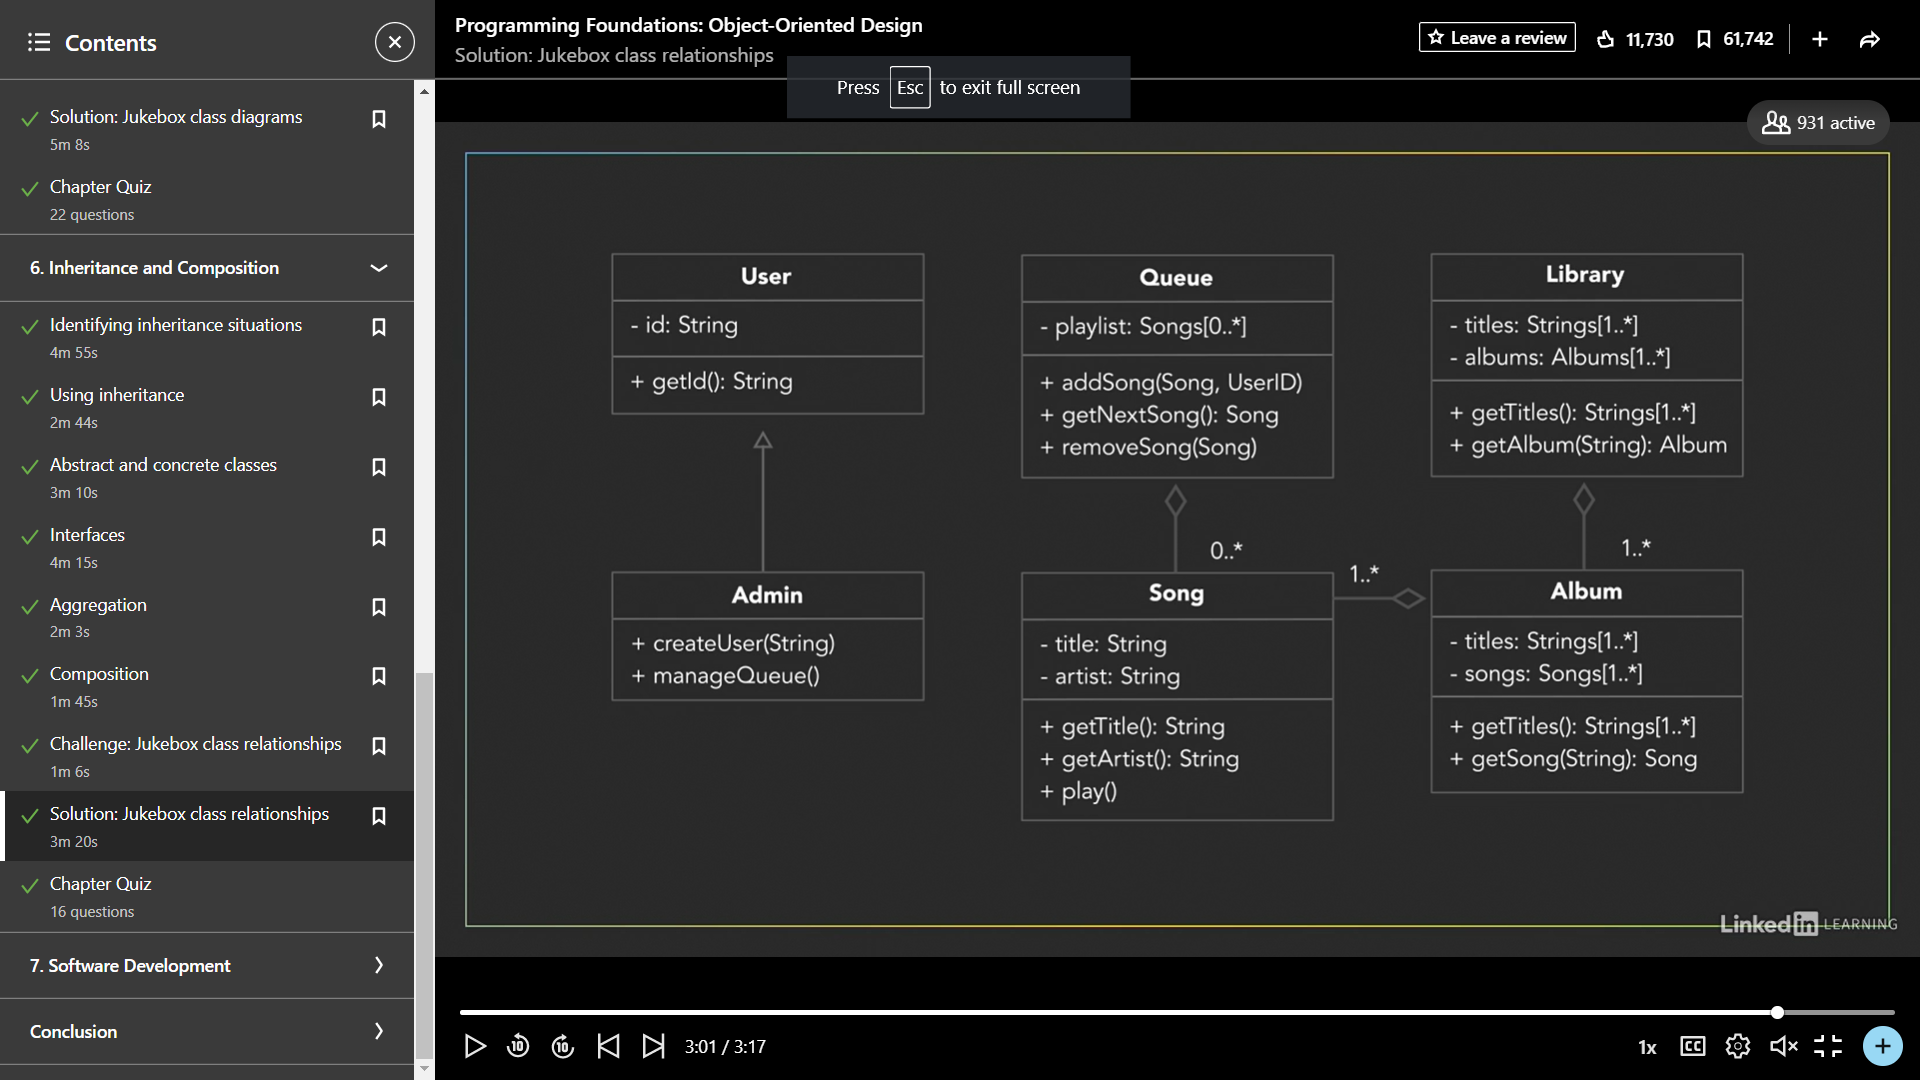 Contents
Solution: Jukebox class diagrams
5m 8s
Chapter Quiz
22 questions
6. Inheritance and Composition
Identifying inheritance situations
4m 55s
Using inheritance
2m 44s
Abstract and concrete classes
3m 10s
Interfaces
4m 15s
Aggregation
2m 3s
Composition
1m 45s
Challenge: Jukebox class relationships
1m 6s
Solution: Jukebox class relationships
3m 20s
Chapter Quiz
16 questions
7. Software Development
Conclusion
Programming Foundations: Object-Oriented Design
Solution: Jukebox class relationships
Leave a review
11,730
61,742
Press Esc to exit full screen
931 active
User
- id: String
+ getId(): String
Admin
+ createUser(String)
+ manageQueue()
Queue
- playlist: Songs[0..*]
+ addSong(Song, UserID)
+ getNextSong(): Song
+ removeSong(Song)
0..*
Song
- title: String
- artist: String
+ getTitle(): String
+ getArtist(): String
+ play()
1..*
Library
- titles: Strings[1..*]
- albums: Albums[1..*]
+ getTitles(): Strings[1..*]
+ getAlbum(String): Album
1..*
Album
- titles: Strings[1..*]
- songs: Songs[1..*]
+ getTitles(): Strings[1..*]
+ getSong(String): Song
Linked in LEARNING
10
10
3:01 / 3:17
1x
CC